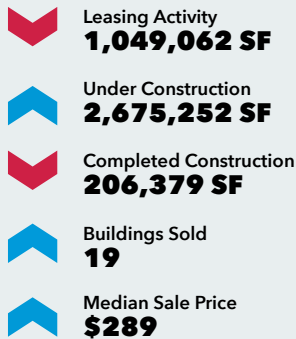 Leasing Activity
1,049,062 SF
Under Construction
2,675,252 SF
Completed Construction
206,379 SF
Buildings Sold
19
Median Sale Price
$289